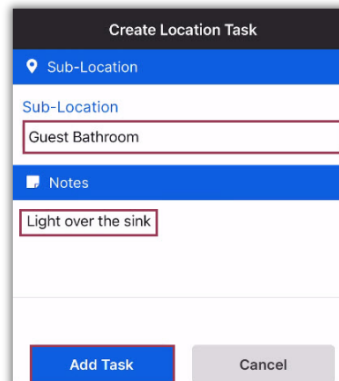 Create Location Task
Sub-Location
Sub-Location
Guest Bathroom
Notes
Light over the sink
Add Task Cancel